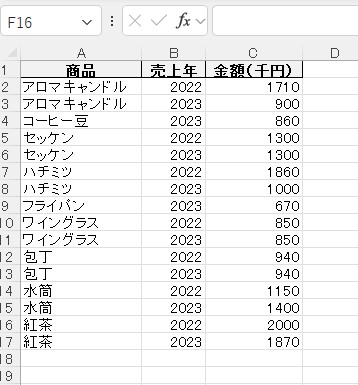 F16 fx
A B C D
1 商品 売上年 金額(千円)
2 アロマキャンドル 2022 1710
3 アロマキャンドル 2023 900
4 コーヒー豆 2023 860
5 セッケン 2022 1300
6 セッケン 2023 1300
7 ハチミツ 2022 1860
8 ハチミツ 2023 1000
9 フライパン 2023 670
10 ワイングラス 2022 850
11 ワイングラス 2023 850
12 包丁 2022 940
13 包丁 2023 940
14 水筒 2022 1150
15 水筒 2023 1400
16 紅茶 2022 2000
17 紅茶 2023 1870
18
19